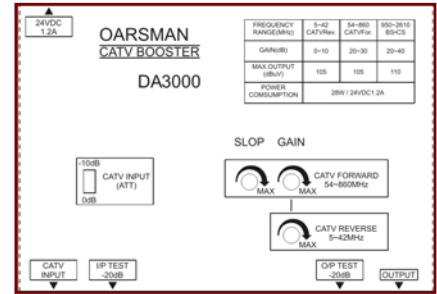 24VDC
1.2A
OARSMAN
CATV BOOSTER
DA3000
FREQUENCY RANGE(MHz) 5~42 CATVRev. 54~860 CATVFor. 950~2610 BS•CS
GAIN(dB) 0~10 20~30 20~40
MAX.OUTPUT (dBuV) 105 105 110
POWER COMSUMPTION 28W / 24VDC1.2A
SLOP GAIN
-10dB
CATV INPUT
(ATT)
0dB
MAX MAX CATV FORWARD
54~860MHz
MAX CATV REVERSE
5~42MHz
CATV
INPUT
I/P TEST
-20dB
O/P TEST
-20dB
OUTPUT